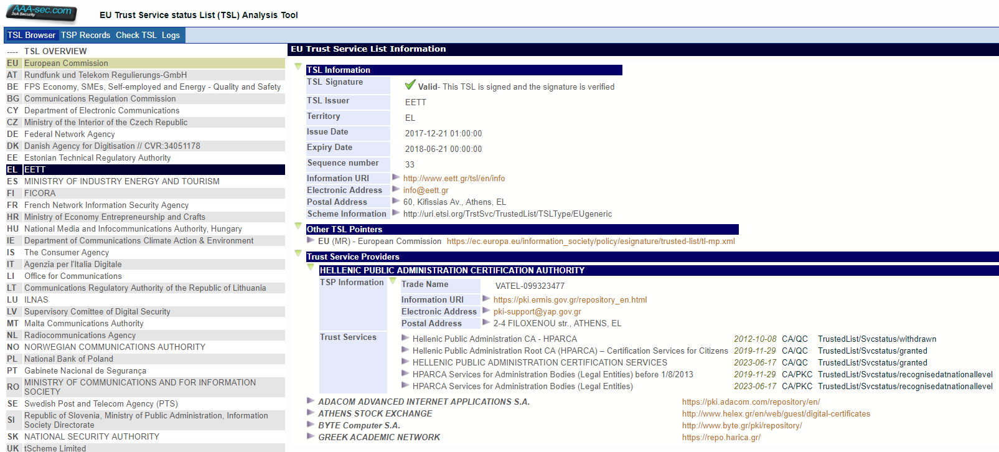 AAA-sec.com
3xA Security
EU Trust Service status List (TSL) Analysis Tool
TSL Browser TSP Records Check TSL Logs
---- TSL OVERVIEW
EU European Commission
AT Rundfunk und Telekom Regulierungs-GmbH
BE FPS Economy, SMEs, Self-employed and Energy - Quality and Safety
BG Communications Regulation Commission
CY Department of Electronic Communications
CZ Ministry of the Interior of the Czech Republic
DE Federal Network Agency
DK Danish Agency for Digitisation // CVR:34051178
EE Estonian Technical Regulatory Authority
EL EETT
ES MINISTRY OF INDUSTRY ENERGY AND TOURISM
FI FICORA
FR French Network Information Security Agency
HR Ministry of Economy Entrepreneurship and Crafts
HU National Media and Infocommunications Authority, Hungary
IE Department of Communications Climate Action & Environment
IS The Consumer Agency
IT Agenzia per l'Italia Digitale
LI Office for Communications
LT Communications Regulatory Authority of the Republic of Lithuania
LU ILNAS
LV Supervisory Comittee of Digital Security
MT Malta Communications Authority
NL Radiocommunications Agency
NO NORWEGIAN COMMUNICATIONS AUTHORITY
PL National Bank of Poland
PT Gabinete Nacional de Segurança
RO MINISTRY OF COMMUNICATIONS AND FOR INFORMATION
SOCIETY
SE Swedish Post and Telecom Agency (PTS)
SI Republic of Slovenia, Ministry of Public Administration, Information
Society Directorate
SK NATIONAL SECURITY AUTHORITY
UK tScheme Limited
EU Trust Service List Information
TSL Information
TSL Signature Valid- This TSL is signed and the signature is verified
TSL Issuer EETT
Territory EL
Issue Date 2017-12-21 01:00:00
Expiry Date 2018-06-21 00:00:00
Sequence number 33
Information URI http://www.eett.gr/tsl/en/info
Electronic Address info@eett.gr
Postal Address 60, Kifissias Av., Athens, EL
Scheme Information http://uri.etsi.org/TrstSvc/TrustedList/TSLType/EUgeneric
Other TSL Pointers
EU (MR) - European Commission https://ec.europa.eu/information_society/policy/esignature/trusted-list/tl-mp.xml
Trust Service Providers
HELLENIC PUBLIC ADMINISTRATION CERTIFICATION AUTHORITY
TSP Information Trade Name VATEL-099323477
Information URI https://pki.ermis.gov.gr/repository_en.html
Electronic Address pki-support@yap.gov.gr
Postal Address 2-4 FILOXENOU str., ATHENS, EL
Trust Services Hellenic Public Administration CA - HPARCA 2012-10-08 CA/QC TrustedList/Svcstatus/withdrawn
Hellenic Public Administration Root CA (HPARCA) – Certification Services for Citizens 2019-11-29 CA/QC TrustedList/Svcstatus/granted
HELLENIC PUBLIC ADMINISTRATION CERTIFICATION SERVICES 2023-06-17 CA/QC TrustedList/Svcstatus/granted
HPARCA Services for Administration Bodies (Legal Entities) before 1/8/2013 2019-11-29 CA/PKC TrustedList/Svcstatus/recognisedatnationallevel
HPARCA Services for Administration Bodies (Legal Entities) 2023-06-17 CA/PKC TrustedList/Svcstatus/recognisedatnationallevel
ADACOM ADVANCED INTERNET APPLICATIONS S.A. https://pki.adacom.com/repository/en/
ATHENS STOCK EXCHANGE http://www.helex.gr/en/web/guest/digital-certificates
BYTE Computer S.A. http://www.byte.gr/pki/repository/
GREEK ACADEMIC NETWORK https://repo.harica.gr/